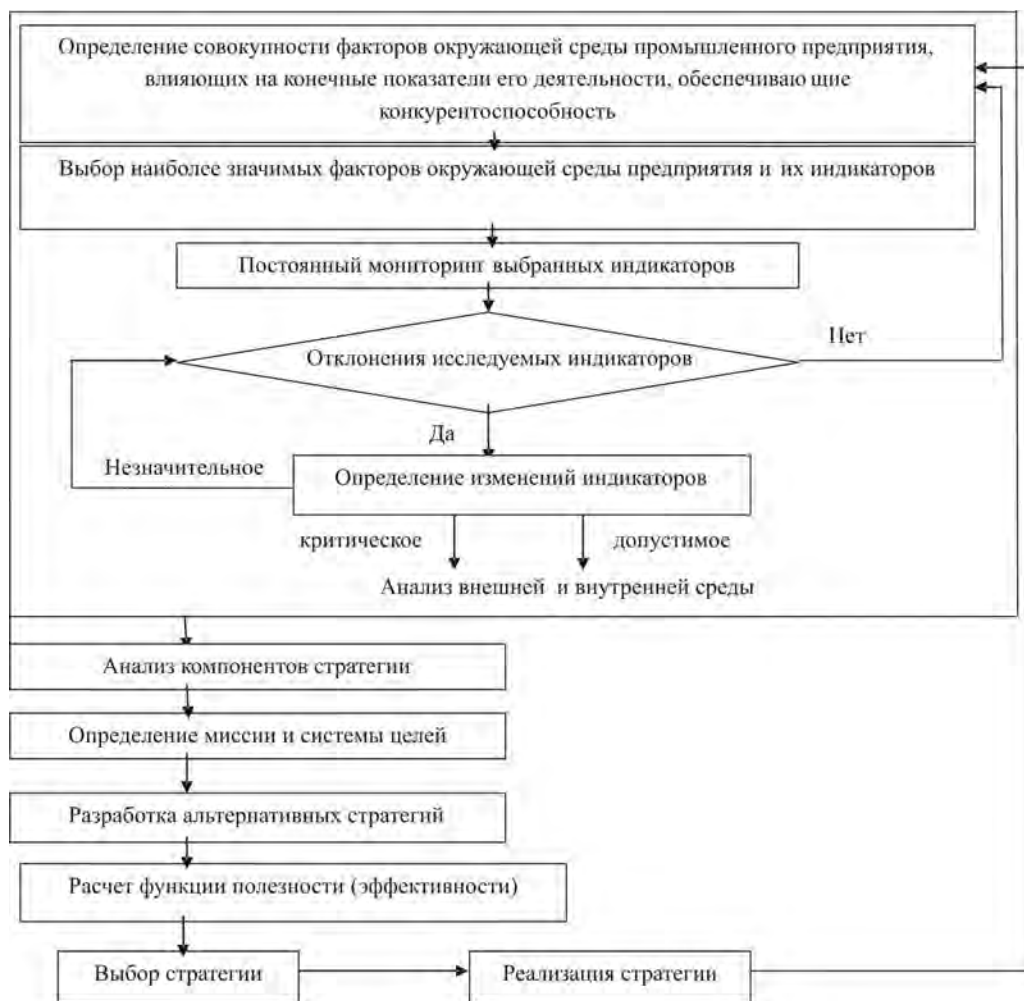 Определение совокупности факторов окружающей среды промышленного предприятия,
влияющих на конечные показатели его деятельности, обеспечиваю щие
конкурентоспособность
Выбор наиболее значимых факторов окружающей среды предприятия и их индикаторов
Постоянный мониторинг выбранных индикаторов
Нет
Отклонения исследуемых индикаторов
Да
Незначительное
Определение изменений индикаторов
критическое допустимое
Анализ внешней и внутренней среды
Анализ компонентов стратегии
Определение миссии и системы целей
Разработка альтернативных стратегий
Расчет функции полезности (эффективности)
Выбор стратегии Реализация стратегии